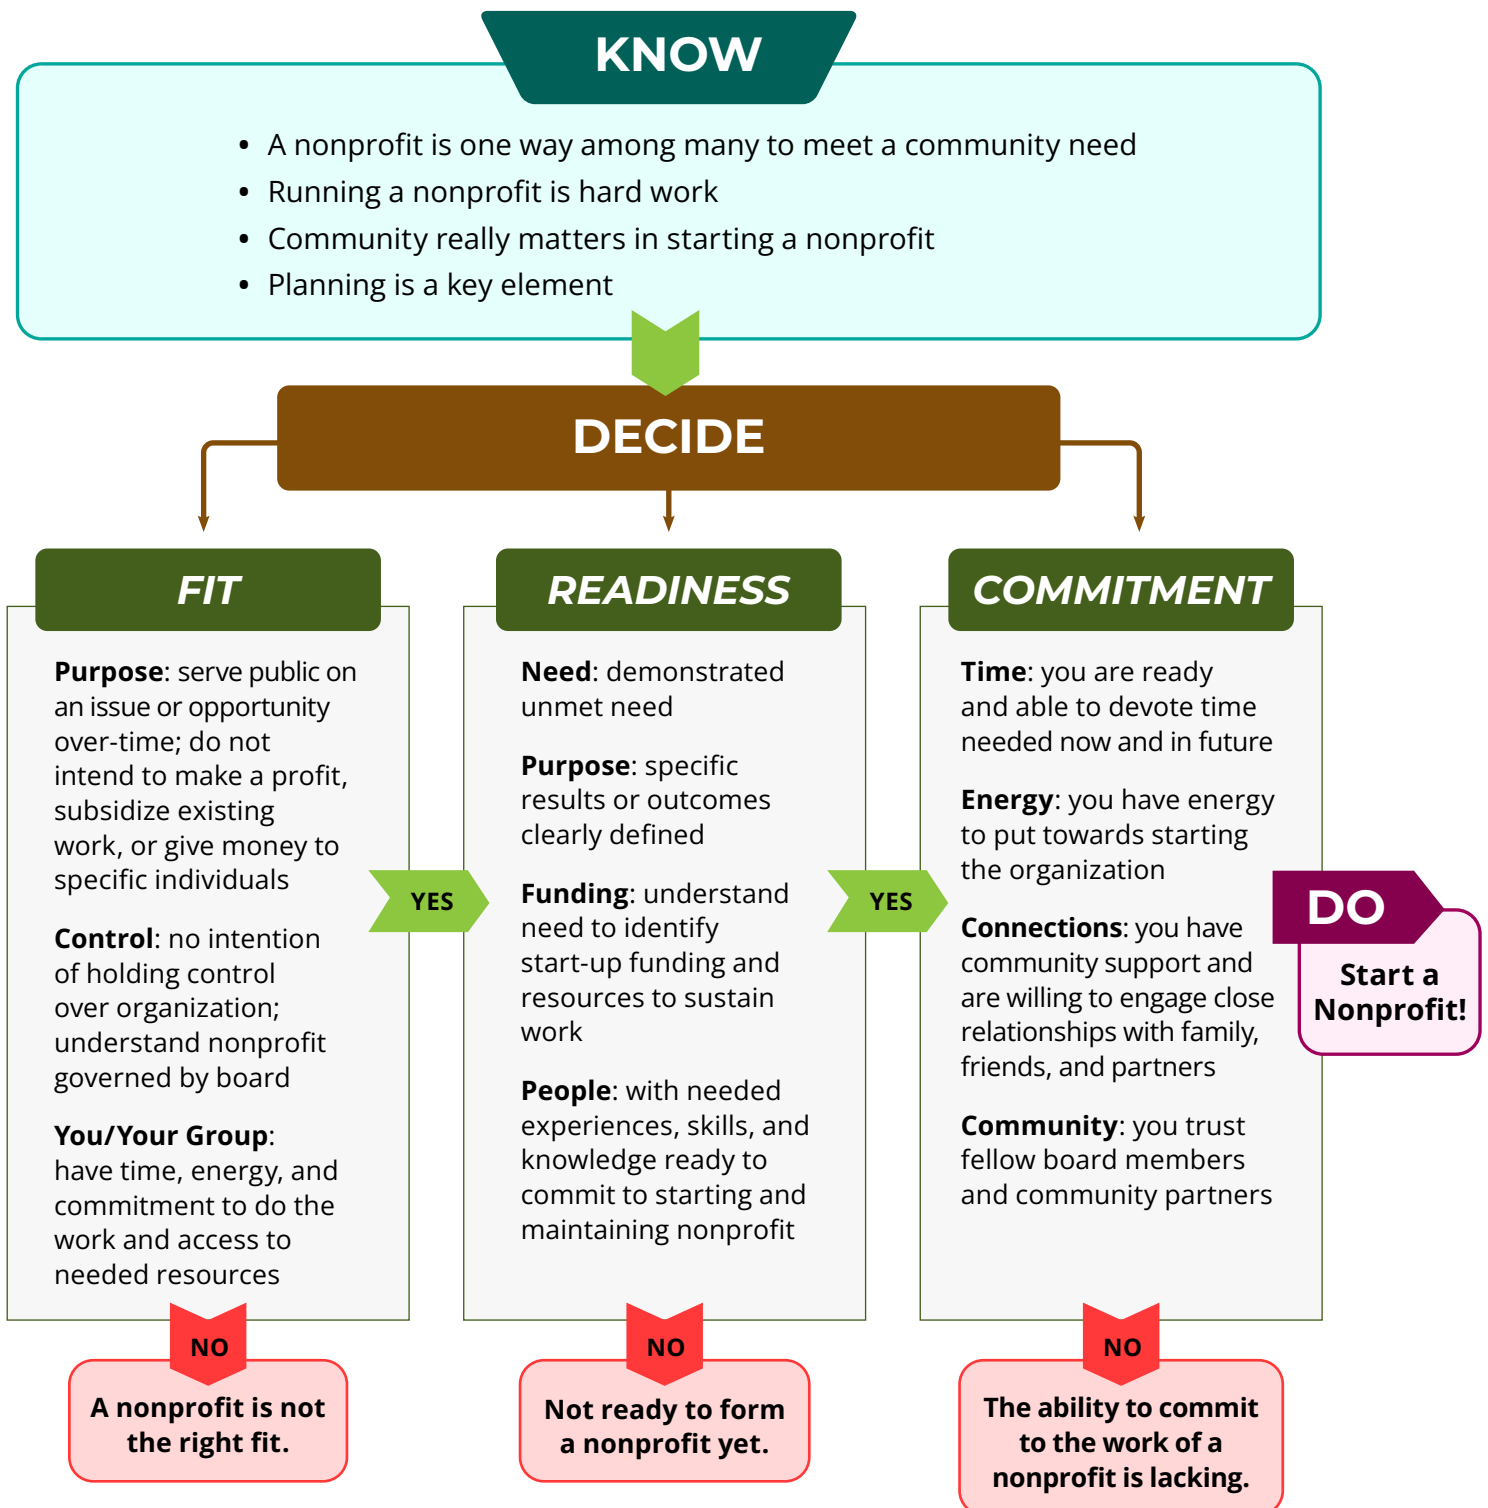 KNOW
• A nonprofit is one way among many to meet a community need
• Running a nonprofit is hard work
• Community really matters in starting a nonprofit
• Planning is a key element
DECIDE
FIT
Purpose: serve public on
an issue or opportunity
over-time; do not
intend to make a profit,
subsidize existing
work, or give money to
specific individuals
Control: no intention
of holding control
over organization;
understand nonprofit
governed by board
You/Your Group:
have time, energy, and
commitment to do the
work and access to
needed resources
NO
A nonprofit is not
the right fit.
YES
READINESS
Need: demonstrated
unmet need
Purpose: specific
results or outcomes
clearly defined
Funding: understand
need to identify
start-up funding and
resources to sustain
work
People: with needed
experiences, skills, and
knowledge ready to
commit to starting and
maintaining nonprofit
NO
Not ready to form
a nonprofit yet.
YES
COMMITMENT
Time: you are ready
and able to devote time
needed now and in future
Energy: you have energy
to put towards starting
the organization
Connections: you have
community support and
are willing to engage close
relationships with family,
friends, and partners
Community: you trust
fellow board members
and community partners
NO
The ability to commit
to the work of a
nonprofit is lacking.
DO
Start a
Nonprofit!